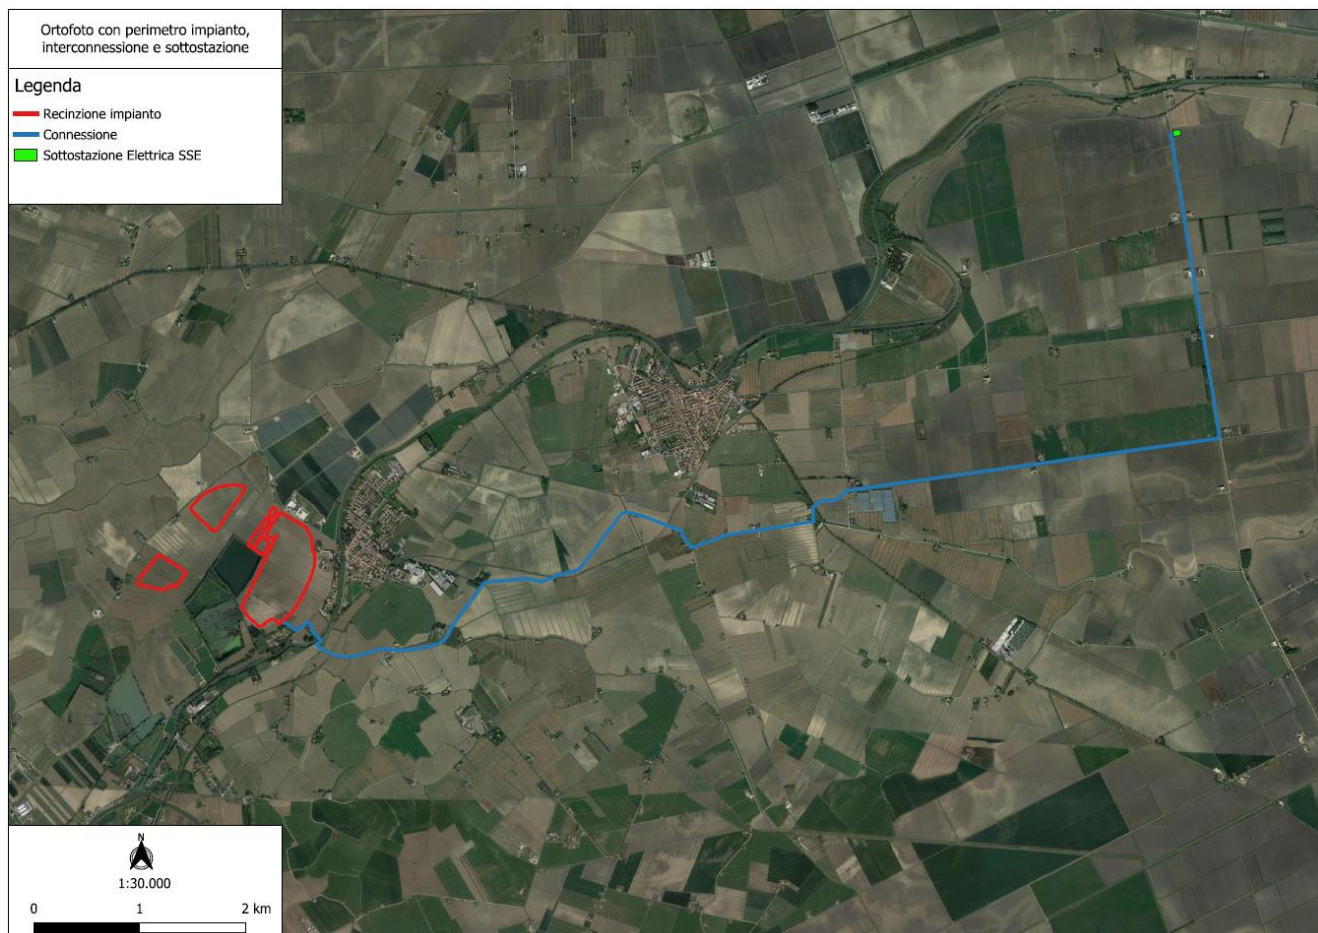 Ortofoto con perimetro impianto,
interconnessione e sottostazione
Legenda
Recinzione impianto
Connessione
Sottostazione Elettrica SSE
N
1:30.000
0 1 2 km